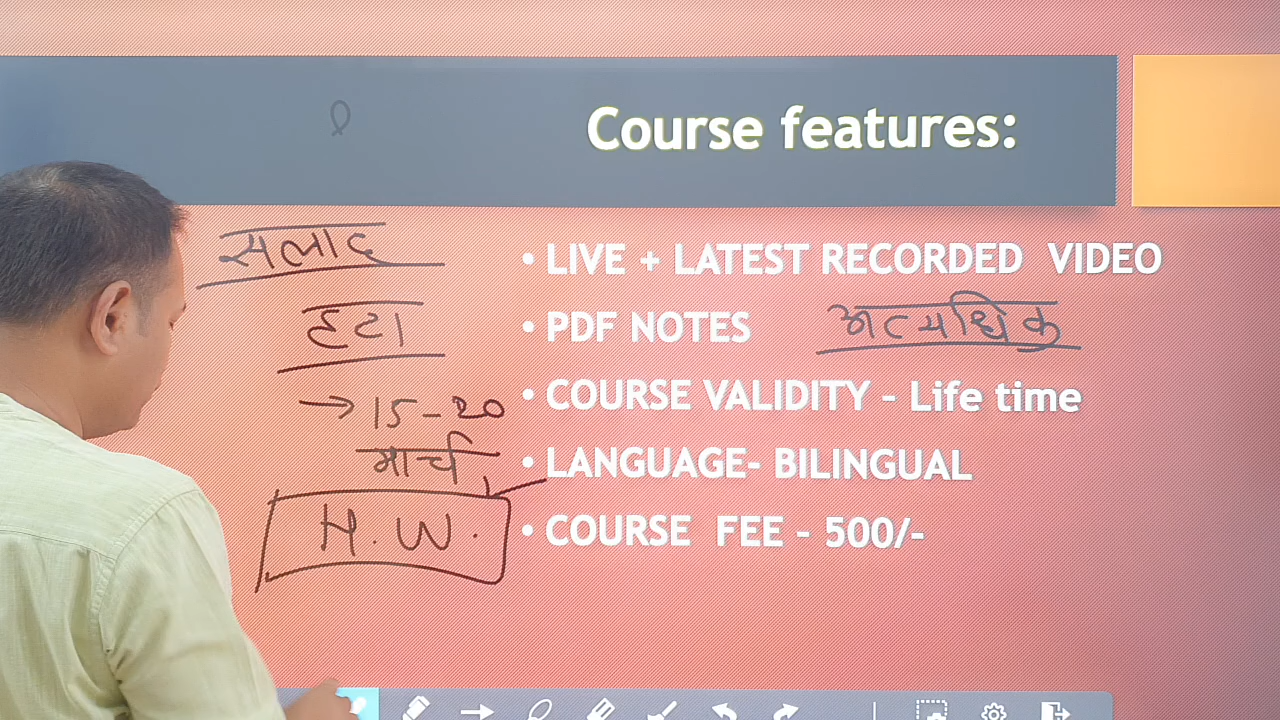 Course features:
सलाद
• LIVE + LATEST RECORDED VIDEO
हटा
• PDF NOTES अत्यधिक
→ 15-20
• COURSE VALIDITY - Life time
मार्च
• LANGUAGE- BILINGUAL
H.W.
• COURSE FEE - 500/-